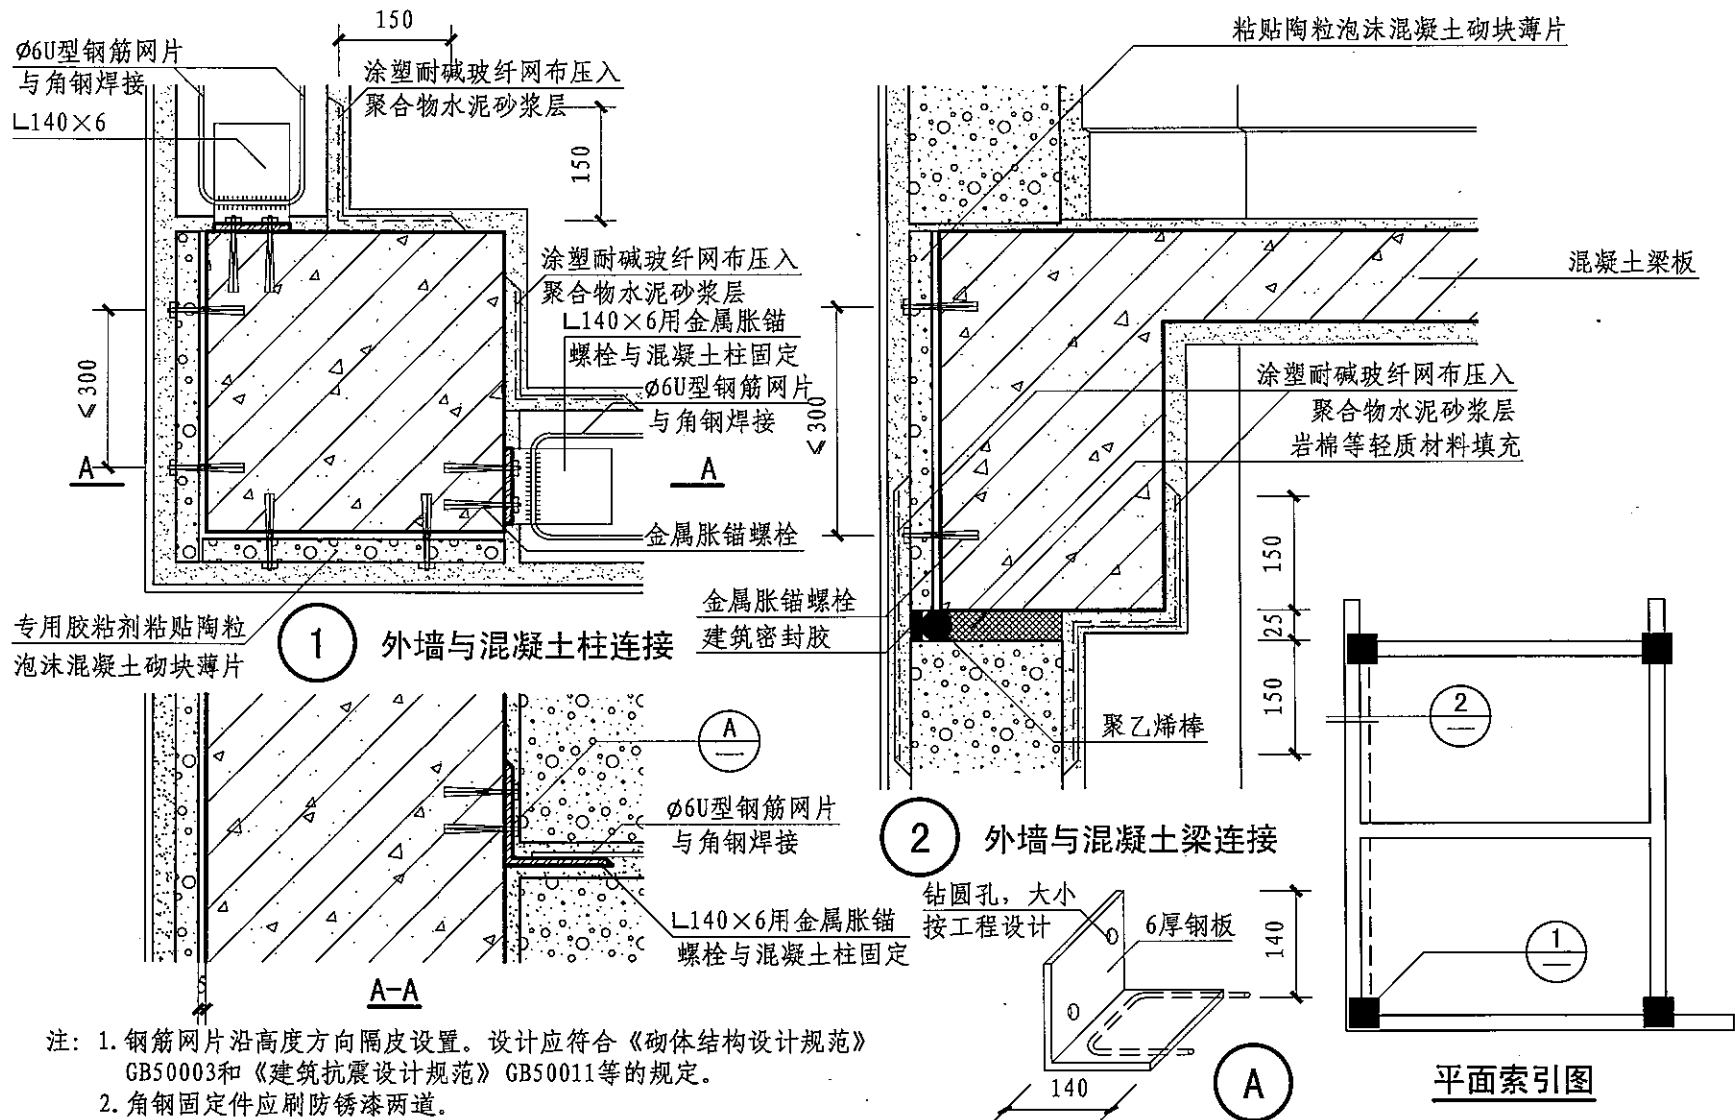 150
Ø6U型钢筋网片
与角钢焊接
∟140×6
涂塑耐碱玻纤网布压入
聚合物水泥砂浆层
150
涂塑耐碱玻纤网布压入
聚合物水泥砂浆层
∟140×6用金属胀锚
螺栓与混凝土柱固定
Ø6U型钢筋网片
与角钢焊接
≤300
A
A
金属胀锚螺栓
专用胶粘剂粘贴陶粒
泡沫混凝土砌块薄片
1 外墙与混凝土柱连接
粘贴陶粒泡沫混凝土砌块薄片
混凝土梁板
≤300
涂塑耐碱玻纤网布压入
聚合物水泥砂浆层
岩棉等轻质材料填充
金属胀锚螺栓
建筑密封胶
聚乙烯棒
150
25
150
2 外墙与混凝土梁连接
A
Ø6U型钢筋网片
与角钢焊接
∟140×6用金属胀锚
螺栓与混凝土柱固定
5
A-A
钻圆孔，大小
按工程设计
6厚钢板
140
140
A
2
1
平面索引图
注：1.钢筋网片沿高度方向隔皮设置。设计应符合《砌体结构设计规范》
GB50003和《建筑抗震设计规范》GB50011等的规定。
2.角钢固定件应刷防锈漆两道。